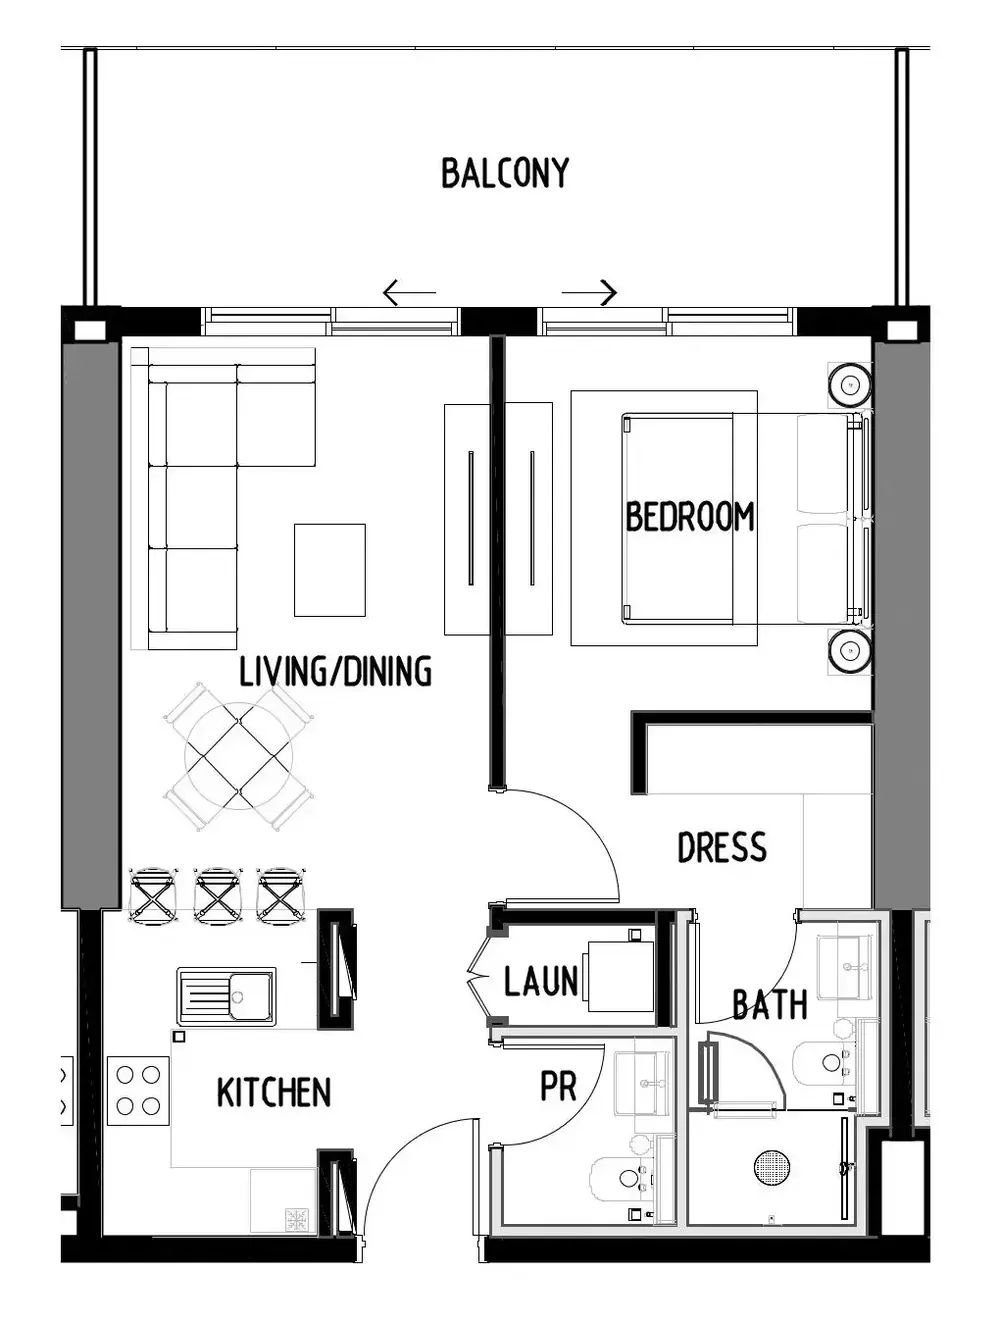 BALCONY
BEDROOM
LIVING/DINING
DRESS
LAUN
BATH
KITCHEN
PR